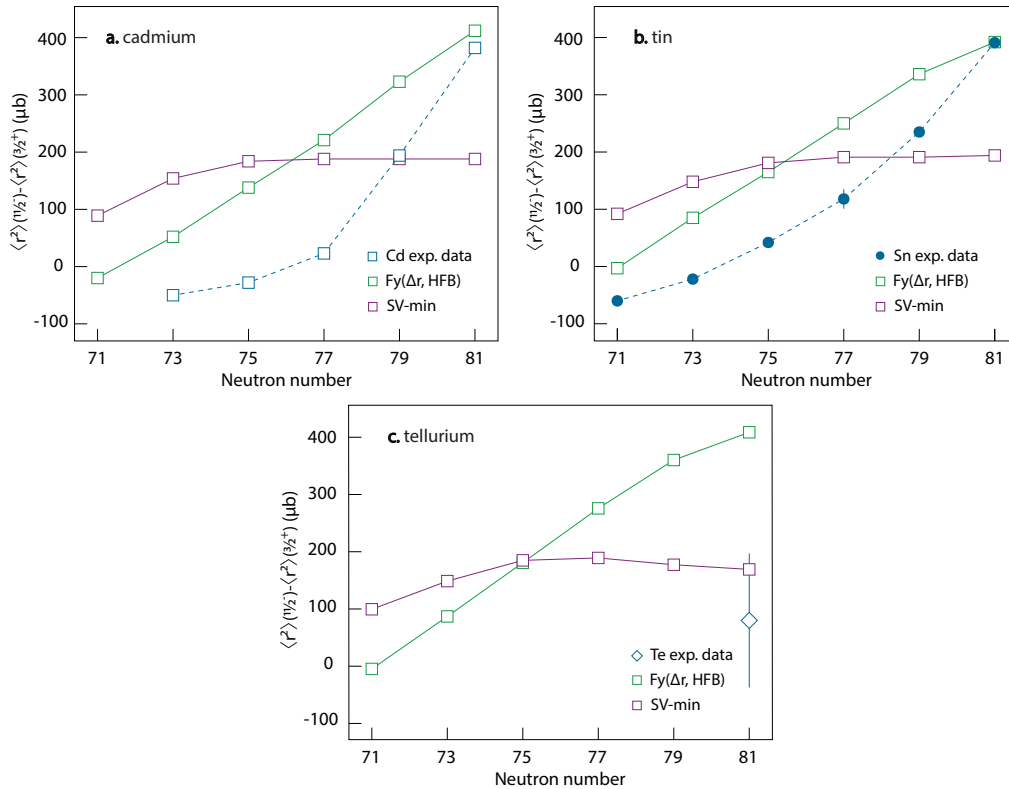 a. cadmium
400
300
200
100
0
-100
⟨r²⟩(¹¹⁄₂⁻)-⟨r²⟩(³⁄₂⁺) (μb)
Cd exp. data
Fy(Δr, HFB)
SV-min
71 73 75 77 79 81
Neutron number
b. tin
400
300
200
100
0
-100
⟨r²⟩(¹¹⁄₂⁻)-⟨r²⟩(³⁄₂⁺) (μb)
Sn exp. data
Fy(Δr, HFB)
SV-min
71 73 75 77 79 81
Neutron number
c. tellurium
400
300
200
100
0
-100
⟨r²⟩(¹¹⁄₂⁻)-⟨r²⟩(³⁄₂⁺) (μb)
Te exp. data
Fy(Δr, HFB)
SV-min
71 73 75 77 79 81
Neutron number